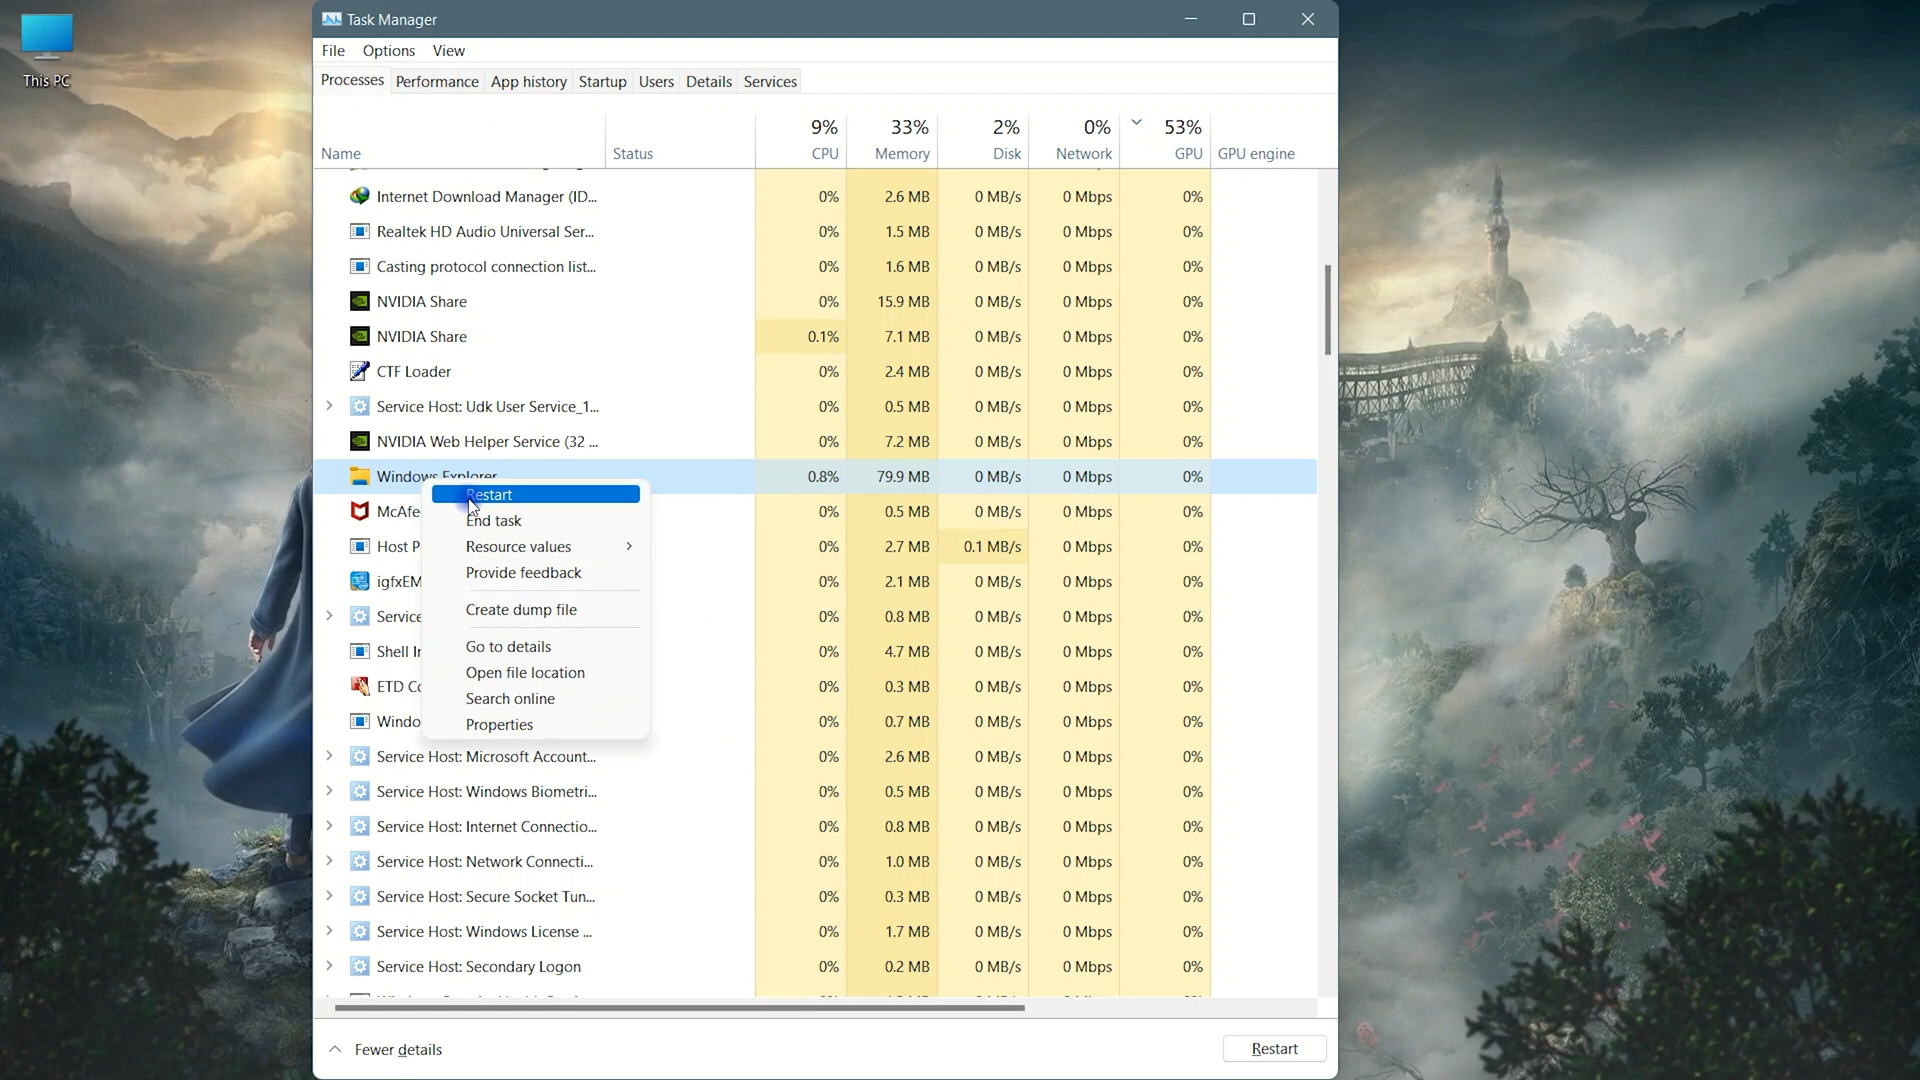 This PC
Task Manager
File Options View
Processes Performance App history Startup Users Details Services
9% 33% 2% 0% 53%
Name Status CPU Memory Disk Network GPU GPU engine
Internet Download Manager (ID... 0% 2.6 MB 0 MB/s 0 Mbps 0%
Realtek HD Audio Universal Ser... 0% 1.5 MB 0 MB/s 0 Mbps 0%
Casting protocol connection list... 0% 1.6 MB 0 MB/s 0 Mbps 0%
NVIDIA Share 0% 15.9 MB 0 MB/s 0 Mbps 0%
NVIDIA Share 0.1% 7.1 MB 0 MB/s 0 Mbps 0%
CTF Loader 0% 2.4 MB 0 MB/s 0 Mbps 0%
Service Host: Udk User Service_1... 0% 0.5 MB 0 MB/s 0 Mbps 0%
NVIDIA Web Helper Service (32 ... 0% 7.2 MB 0 MB/s 0 Mbps 0%
Windows Explorer 0.8% 79.9 MB 0 MB/s 0 Mbps 0%
McAfe 0% 0.5 MB 0 MB/s 0 Mbps 0%
Host P 0% 2.7 MB 0.1 MB/s 0 Mbps 0%
igfxEM 0% 2.1 MB 0 MB/s 0 Mbps 0%
Service 0% 0.8 MB 0 MB/s 0 Mbps 0%
Shell In 0% 4.7 MB 0 MB/s 0 Mbps 0%
ETD Co 0% 0.3 MB 0 MB/s 0 Mbps 0%
Windo 0% 0.7 MB 0 MB/s 0 Mbps 0%
Restart
End task
Resource values
Provide feedback
Create dump file
Go to details
Open file location
Search online
Properties
Service Host: Microsoft Account... 0% 2.6 MB 0 MB/s 0 Mbps 0%
Service Host: Windows Biometri... 0% 0.5 MB 0 MB/s 0 Mbps 0%
Service Host: Internet Connectio... 0% 0.8 MB 0 MB/s 0 Mbps 0%
Service Host: Network Connecti... 0% 1.0 MB 0 MB/s 0 Mbps 0%
Service Host: Secure Socket Tun... 0% 0.3 MB 0 MB/s 0 Mbps 0%
Service Host: Windows License ... 0% 1.7 MB 0 MB/s 0 Mbps 0%
Service Host: Secondary Logon 0% 0.2 MB 0 MB/s 0 Mbps 0%
Fewer details
Restart